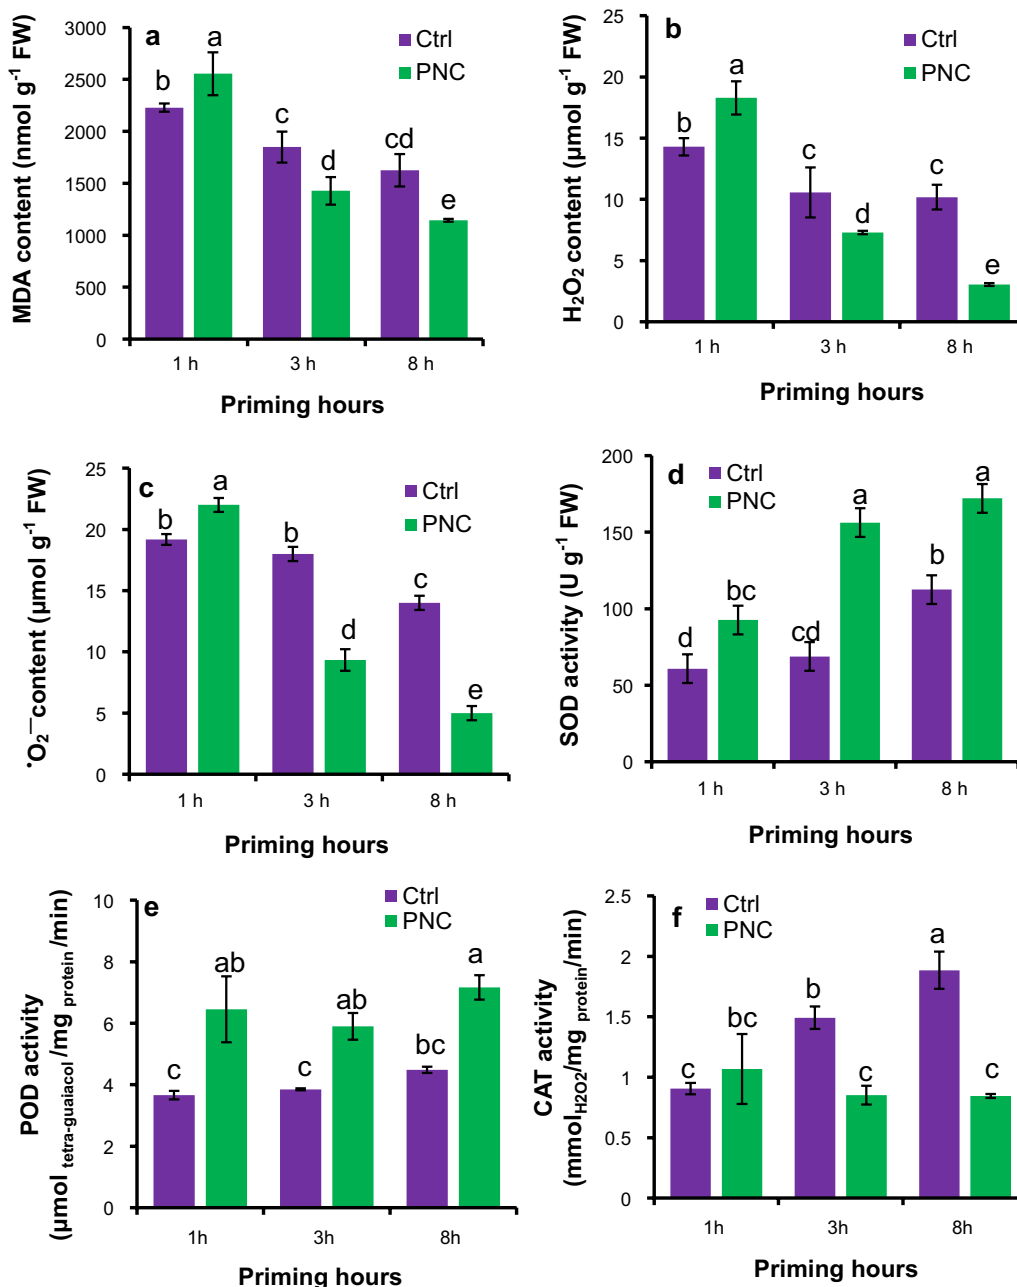 a
Ctrl
PNC
MDA content (nmol g⁻¹ FW)
3000
2500
2000
1500
1000
500
0
b
a
c
d
cd
e
1 h
3 h
8 h
Priming hours
b
Ctrl
PNC
H₂O₂ content (μmol g⁻¹ FW)
25
20
15
10
5
0
b
a
c
d
c
e
1 h
3 h
8 h
Priming hours
c
Ctrl
PNC
•O₂⁻ content (μmol g⁻¹ FW)
25
20
15
10
5
0
b
a
b
d
c
e
1 h
3 h
8 h
Priming hours
d
Ctrl
PNC
SOD activity (U g⁻¹ FW)
200
150
100
50
0
d
bc
cd
a
b
a
1 h
3 h
8 h
Priming hours
e
Ctrl
PNC
POD activity
(μmol tetra-guaiacol/mg protein/min)
10
8
6
4
2
0
c
ab
c
ab
bc
a
1h
3h
8h
Priming hours
f
Ctrl
PNC
CAT activity
(mmol H2O2/mg protein/min)
2.5
2
1.5
1
0.5
0
c
bc
b
c
a
c
1h
3h
8h
Priming hours